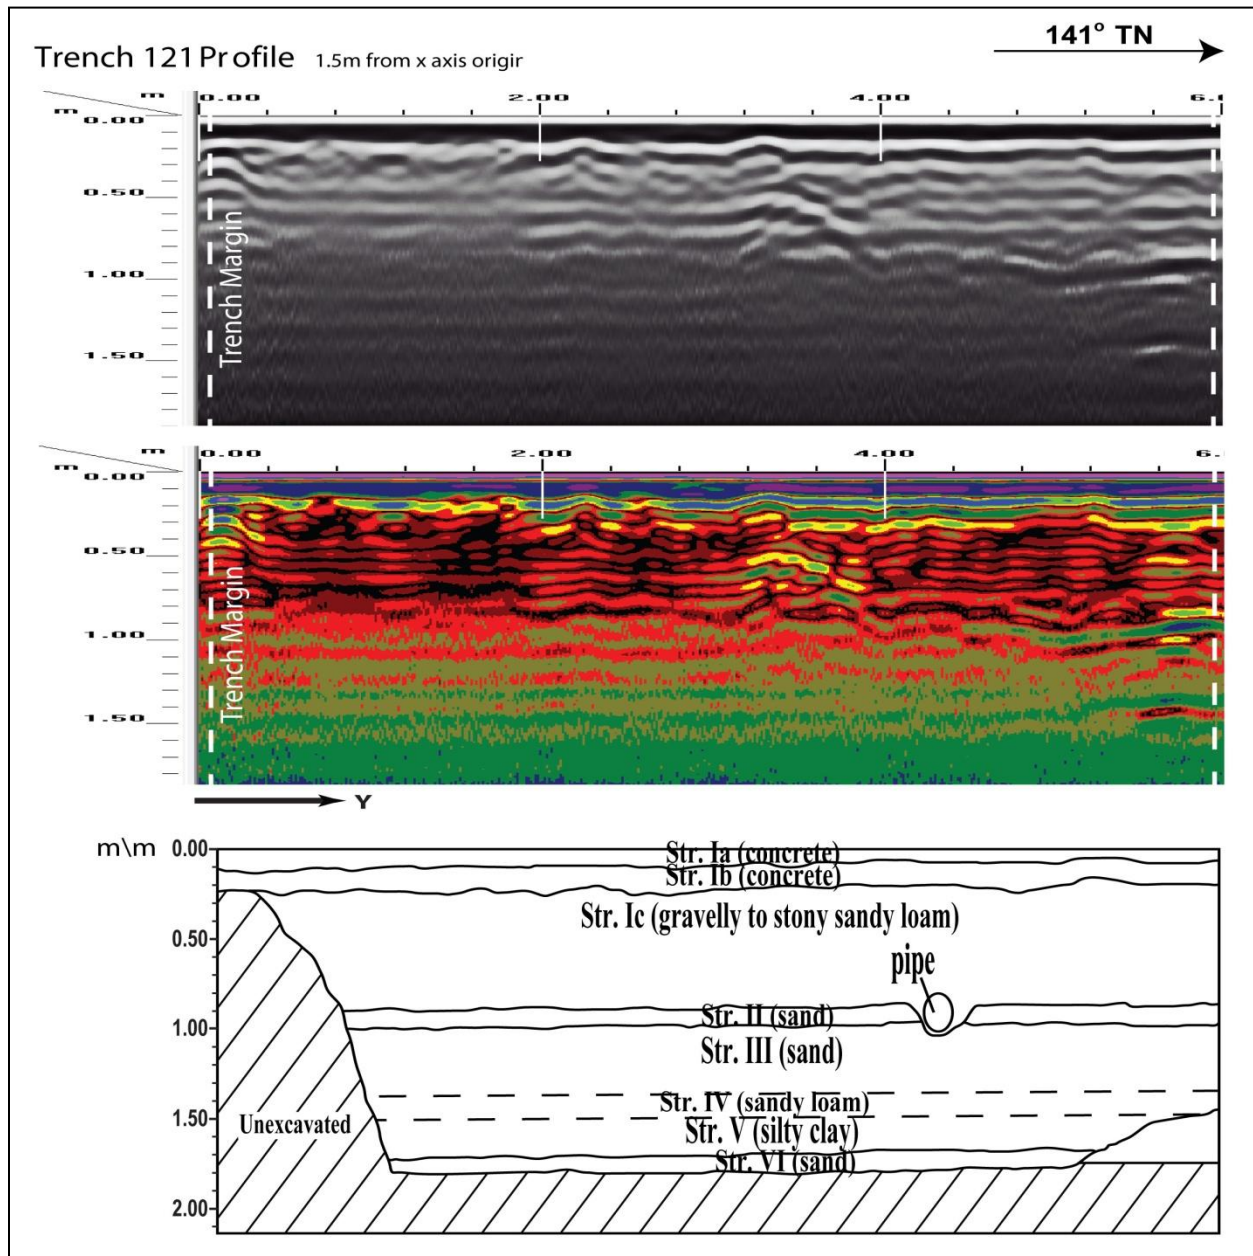 141° TN
Trench 121 Profile 1.5m from x axis origir
m 0.00 2.00 4.00 6.0
m
0.00
0.50
1.00
1.50
Trench Margin
m 0.00 2.00 4.00 6.
m
0.00
0.50
1.00
1.50
Trench Margin
Y
m\m
0.00
0.50
1.00
1.50
2.00
Str. Ia (concrete)
Str. Ib (concrete)
Str. Ic (gravelly to stony sandy loam)
pipe
Str. II (sand)
Str. III (sand)
Str. IV (sandy loam)
Unexcavated
Str. V (silty clay)
Str. VI (sand)